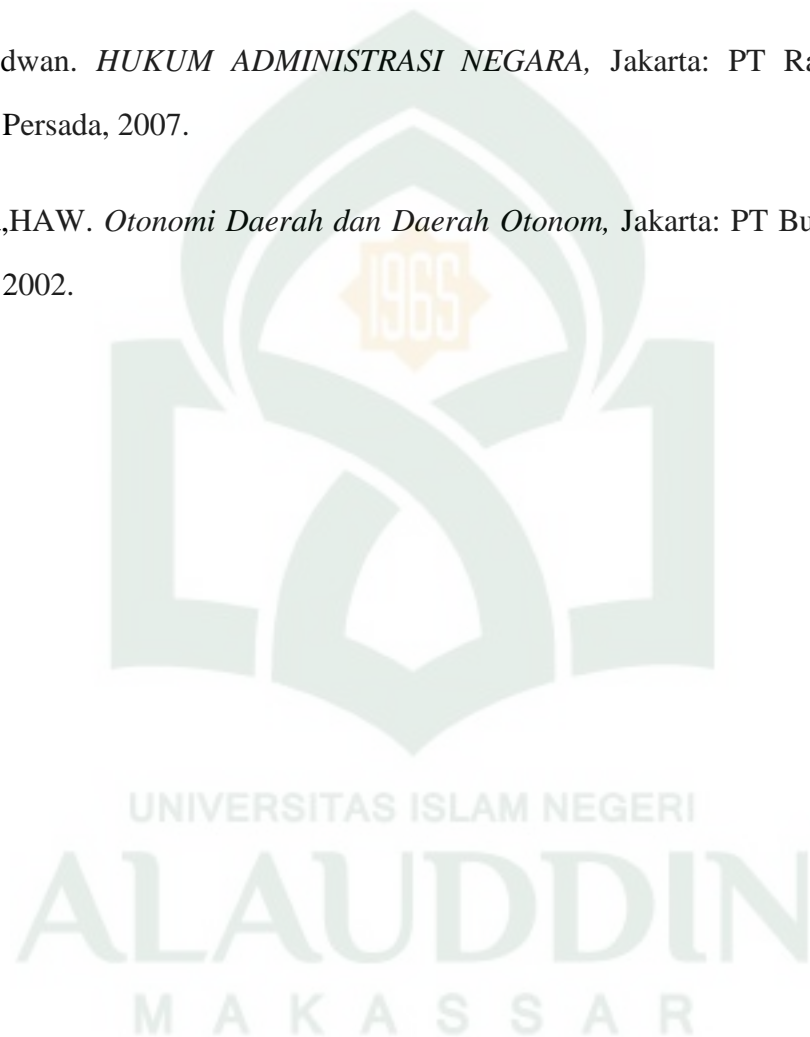 dwan. HUKUM ADMINISTRASI NEGARA, Jakarta: PT Ra
Persada, 2007.
,HAW. Otonomi Daerah dan Daerah Otonom, Jakarta: PT Bu
2002.
1965
UNIVERSITAS ISLAM NEGERI
ALAUDDIN
MAKASSAR